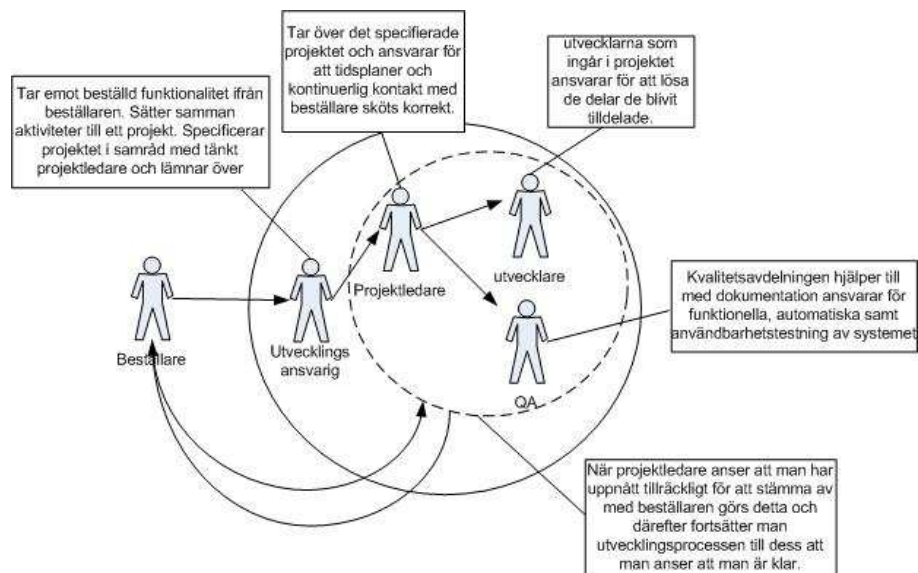 Tar över det specifierade
projektet och ansvarar för
att tidsplaner och
kontinuerlig kontakt med
beställare sköts korrekt.
utvecklarna som
ingår i projektet
ansvarar för att lösa
de delar de blivit
tilldelade.
Tar emot beställd funktionalitet ifrån
beställaren. Sätter samman
aktiviteter till ett projekt. Specificerar
projektet i samråd med tänkt
projektledare och lämnar över
utvecklare
Projektledare
Kvalitetsavdelningen hjälper till
med dokumentation ansvarar för
funktionella, automatiska samt
användbarhetstestning av systemet
Beställare
Utvecklings
ansvarig
QA
När projektledare anser att man har
uppnått tillräckligt för att stämma av
med beställaren görs detta och
därefter fortsätter man
utvecklingsprocessen till dess att
man anser att man är klar.